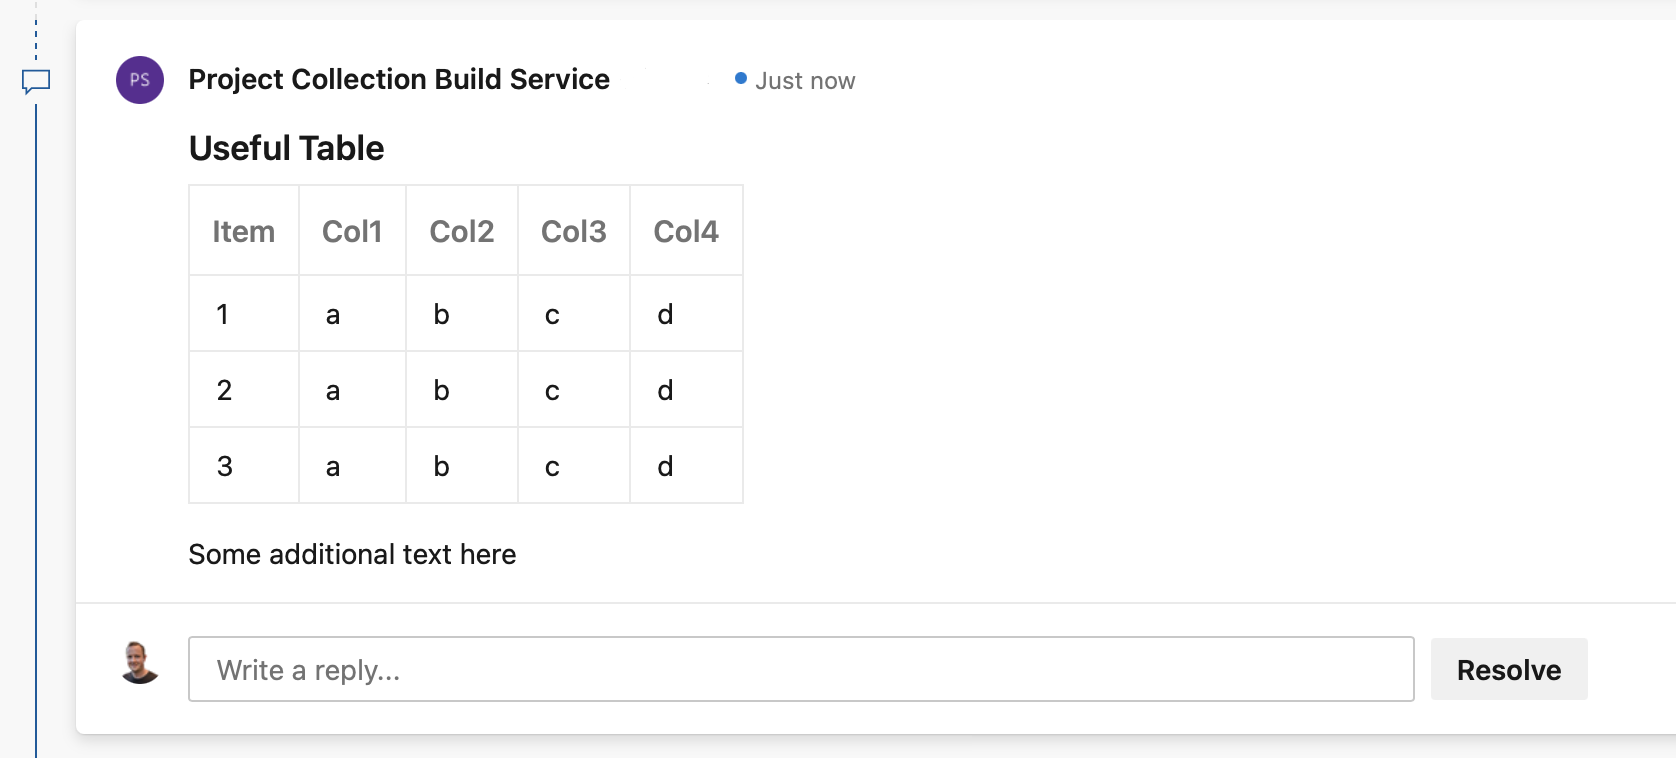 PS Project Collection Build Service Just now
Useful Table
Item Col1 Col2 Col3 Col4
1 a b c d
2 a b c d
3 a b c d
Some additional text here
Write a reply... Resolve